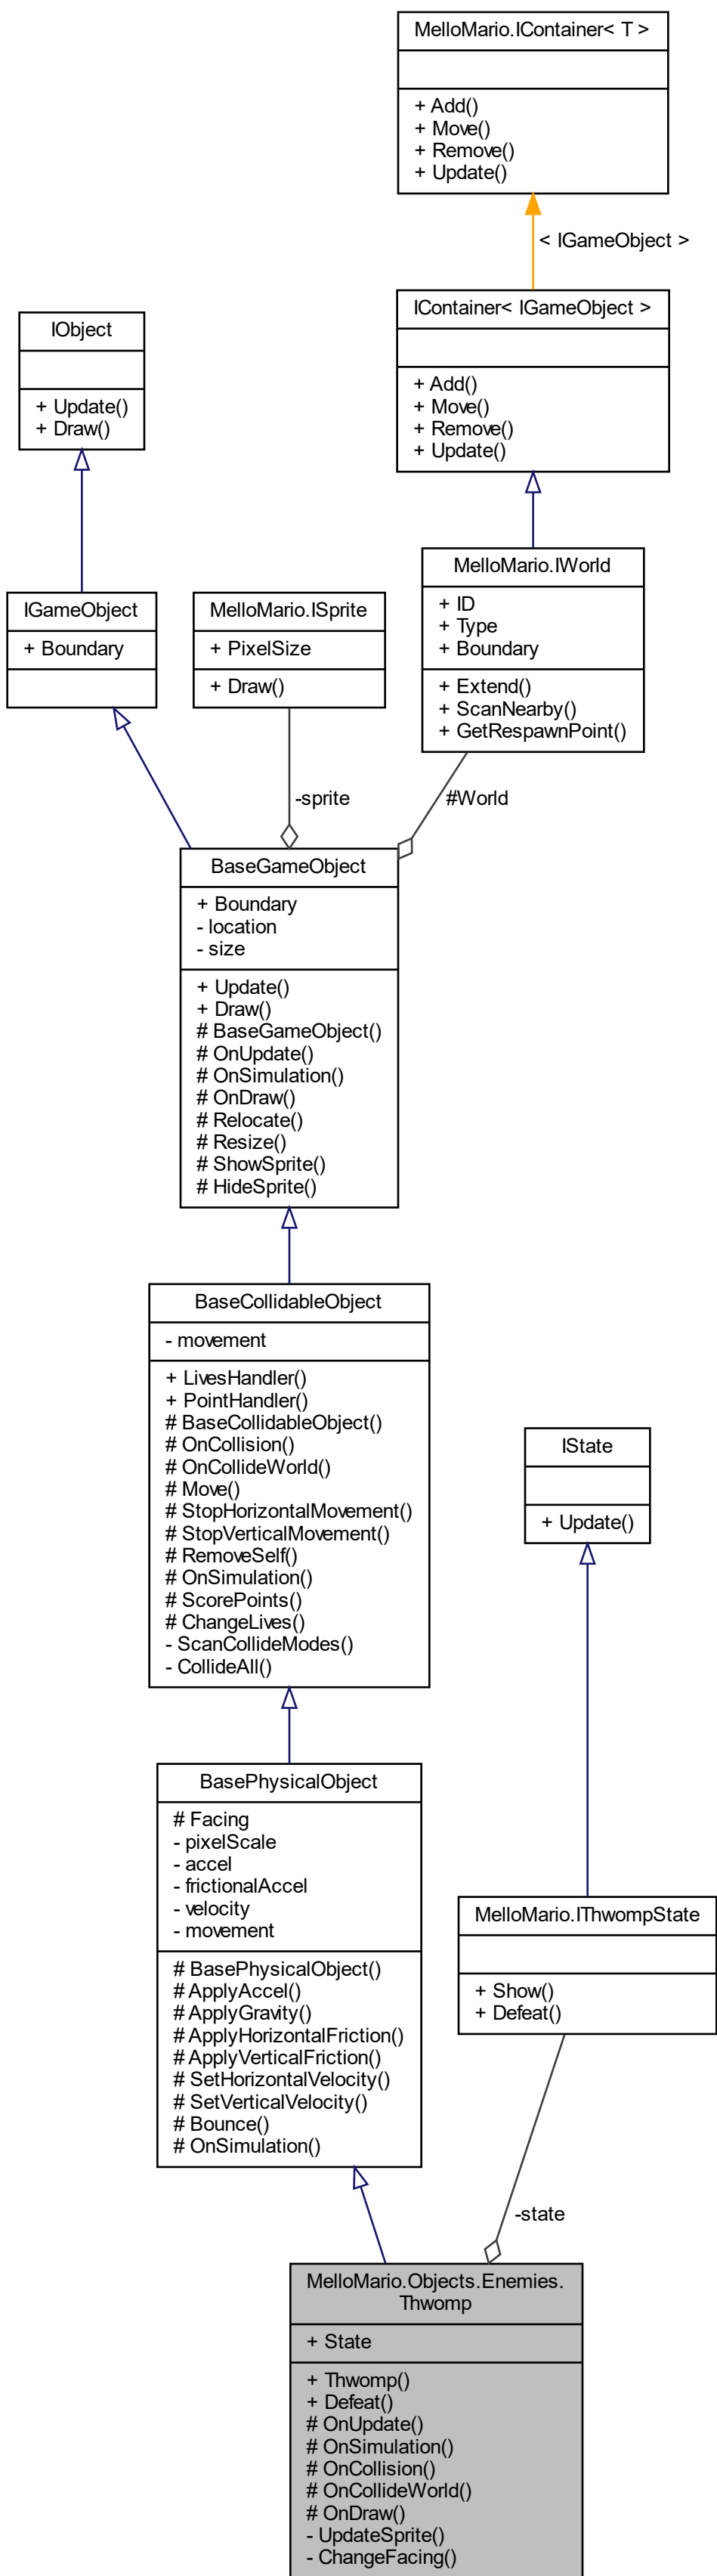 MelloMario.IContainer< T >
+ Add()
+ Move()
+ Remove()
+ Update()
< IGameObject >
IContainer< IGameObject >
+ Add()
+ Move()
+ Remove()
+ Update()
IObject
+ Update()
+ Draw()
IGameObject
+ Boundary
MelloMario.ISprite
+ PixelSize
+ Draw()
MelloMario.IWorld
+ ID
+ Type
+ Boundary
+ Extend()
+ ScanNearby()
+ GetRespawnPoint()
-sprite
#World
BaseGameObject
+ Boundary
- location
- size
+ Update()
+ Draw()
# BaseGameObject()
# OnUpdate()
# OnSimulation()
# OnDraw()
# Relocate()
# Resize()
# ShowSprite()
# HideSprite()
BaseCollidableObject
- movement
+ LivesHandler()
+ PointHandler()
# BaseCollidableObject()
# OnCollision()
# OnCollideWorld()
# Move()
# StopHorizontalMovement()
# StopVerticalMovement()
# RemoveSelf()
# OnSimulation()
# ScorePoints()
# ChangeLives()
- ScanCollideModes()
- CollideAll()
IState
+ Update()
BasePhysicalObject
# Facing
- pixelScale
- accel
- frictionalAccel
- velocity
- movement
# BasePhysicalObject()
# ApplyAccel()
# ApplyGravity()
# ApplyHorizontalFriction()
# ApplyVerticalFriction()
# SetHorizontalVelocity()
# SetVerticalVelocity()
# Bounce()
# OnSimulation()
MelloMario.IThwompState
+ Show()
+ Defeat()
-state
MelloMario.Objects.Enemies.
Thwomp
+ State
+ Thwomp()
+ Defeat()
# OnUpdate()
# OnSimulation()
# OnCollision()
# OnCollideWorld()
# OnDraw()
- UpdateSprite()
- ChangeFacing()